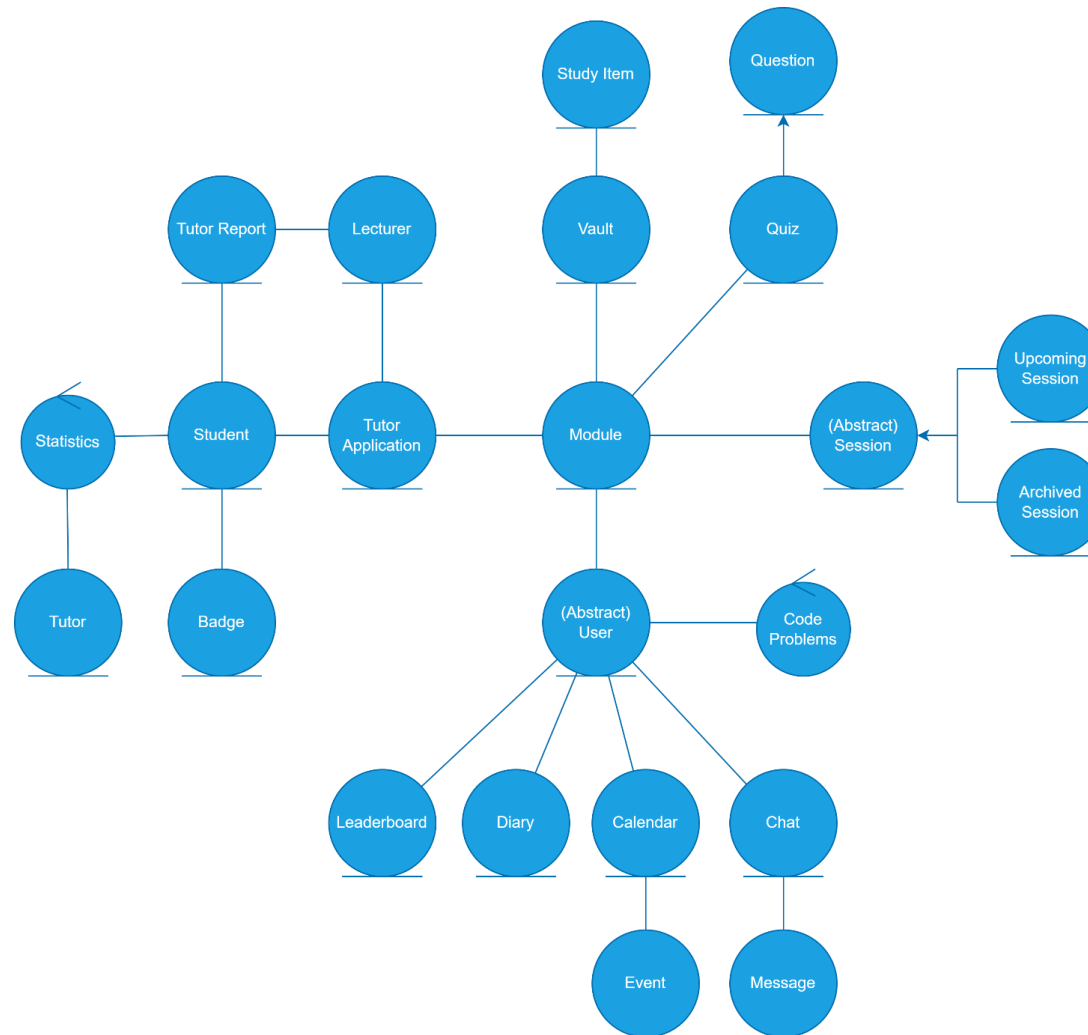 Study Item
Question
Tutor Report
Lecturer
Vault
Quiz
Upcoming
Session
Statistics
Student
Tutor
Application
Module
(Abstract)
Session
Archived
Session
Tutor
Badge
(Abstract)
User
Code
Problems
Leaderboard
Diary
Calendar
Chat
Event
Message